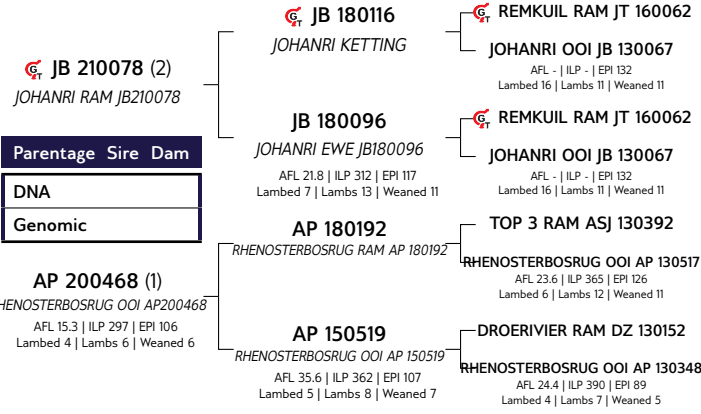 JB 180116
JOHANRI KETTING
REMKUIL RAM JT 160062
JOHANRI OOI JB 130067
AFL - | ILP - | EPI 132
Lambed 16 | Lambs 11 | Weaned 11
JB 210078 (2)
JOHANRI RAM JB210078
JB 180096
JOHANRI EWE JB180096
AFL 21.8 | ILP 312 | EPI 117
Lambed 7 | Lambs 13 | Weaned 11
REMKUIL RAM JT 160062
JOHANRI OOI JB 130067
AFL - | ILP - | EPI 132
Lambed 16 | Lambs 11 | Weaned 11
Parentage Sire Dam
DNA
Genomic
AP 180192
RHENOSTERBOSRUG RAM AP 180192
TOP 3 RAM ASJ 130392
RHENOSTERBOSRUG OOI AP 130517
AFL 23.6 | ILP 365 | EPI 126
Lambed 6 | Lambs 12 | Weaned 11
AP 200468 (1)
HENOSTERBOSRUG OOI AP200468
AFL 15.3 | ILP 297 | EPI 106
Lambed 4 | Lambs 6 | Weaned 6
AP 150519
RHENOSTERBOSRUG OOI AP 150519
AFL 35.6 | ILP 362 | EPI 107
Lambed 5 | Lambs 8 | Weaned 7
DROERIVIER RAM DZ 130152
RHENOSTERBOSRUG OOI AP 130348
AFL 24.4 | ILP 390 | EPI 89
Lambed 4 | Lambs 7 | Weaned 5